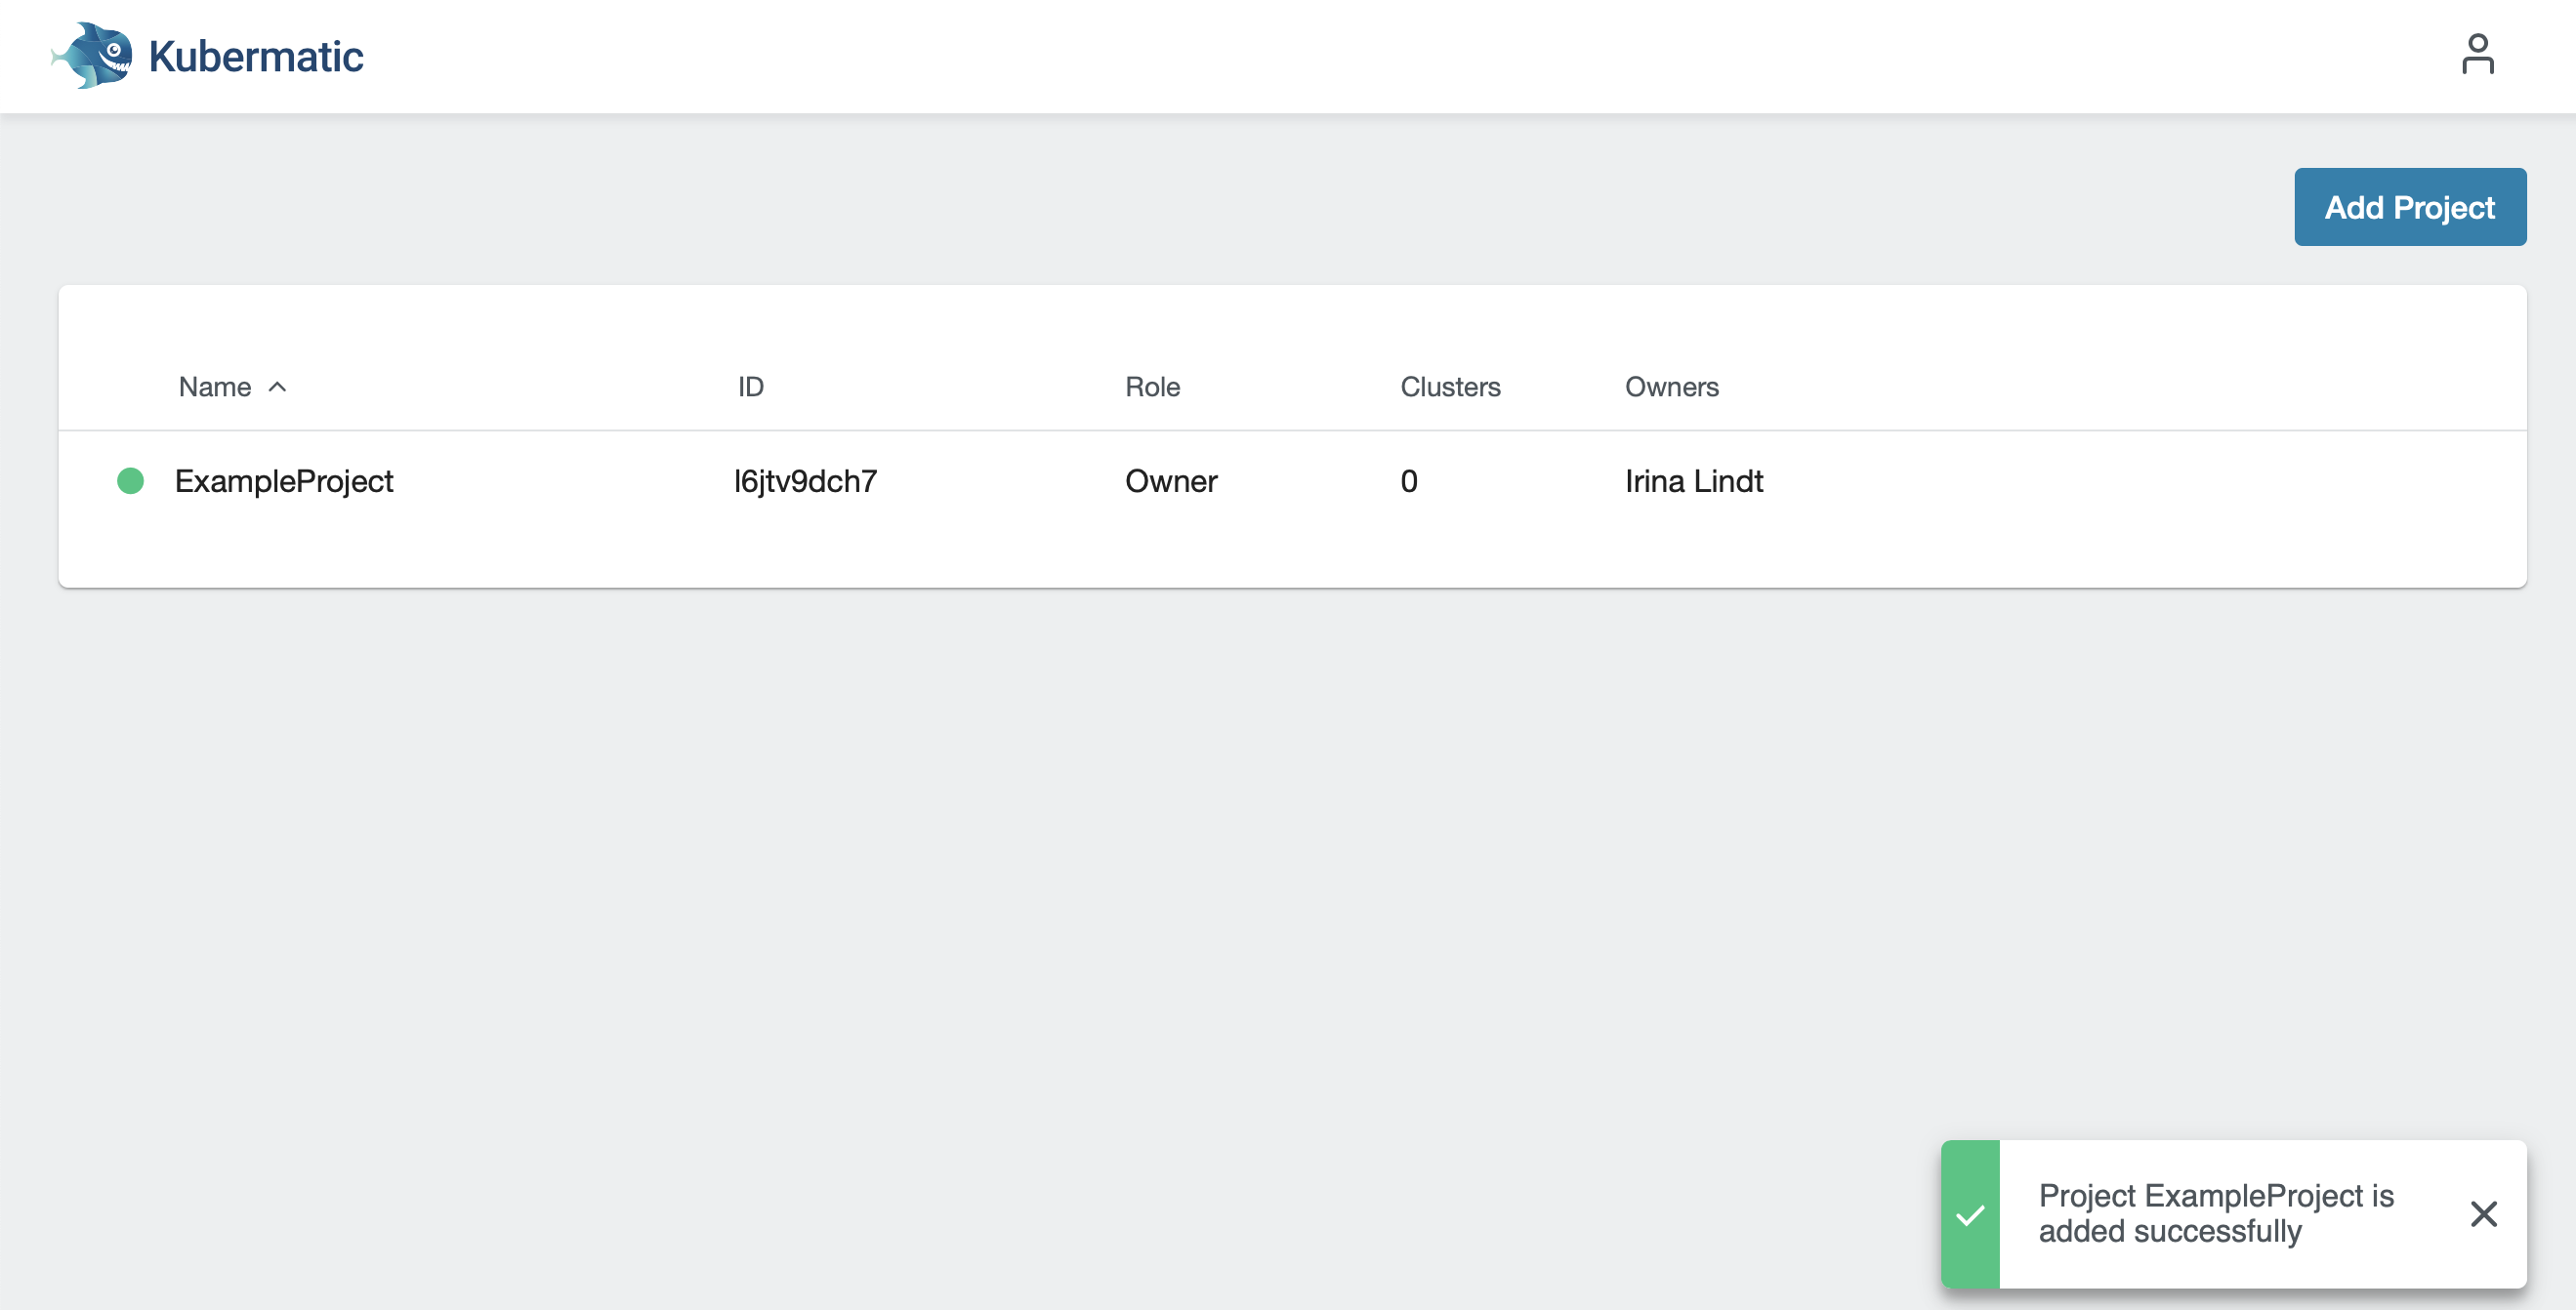 Kubermatic
Add Project
Name ID Role Clusters Owners
ExampleProject l6jtv9dch7 Owner 0 Irina Lindt
Project ExampleProject is
added successfully